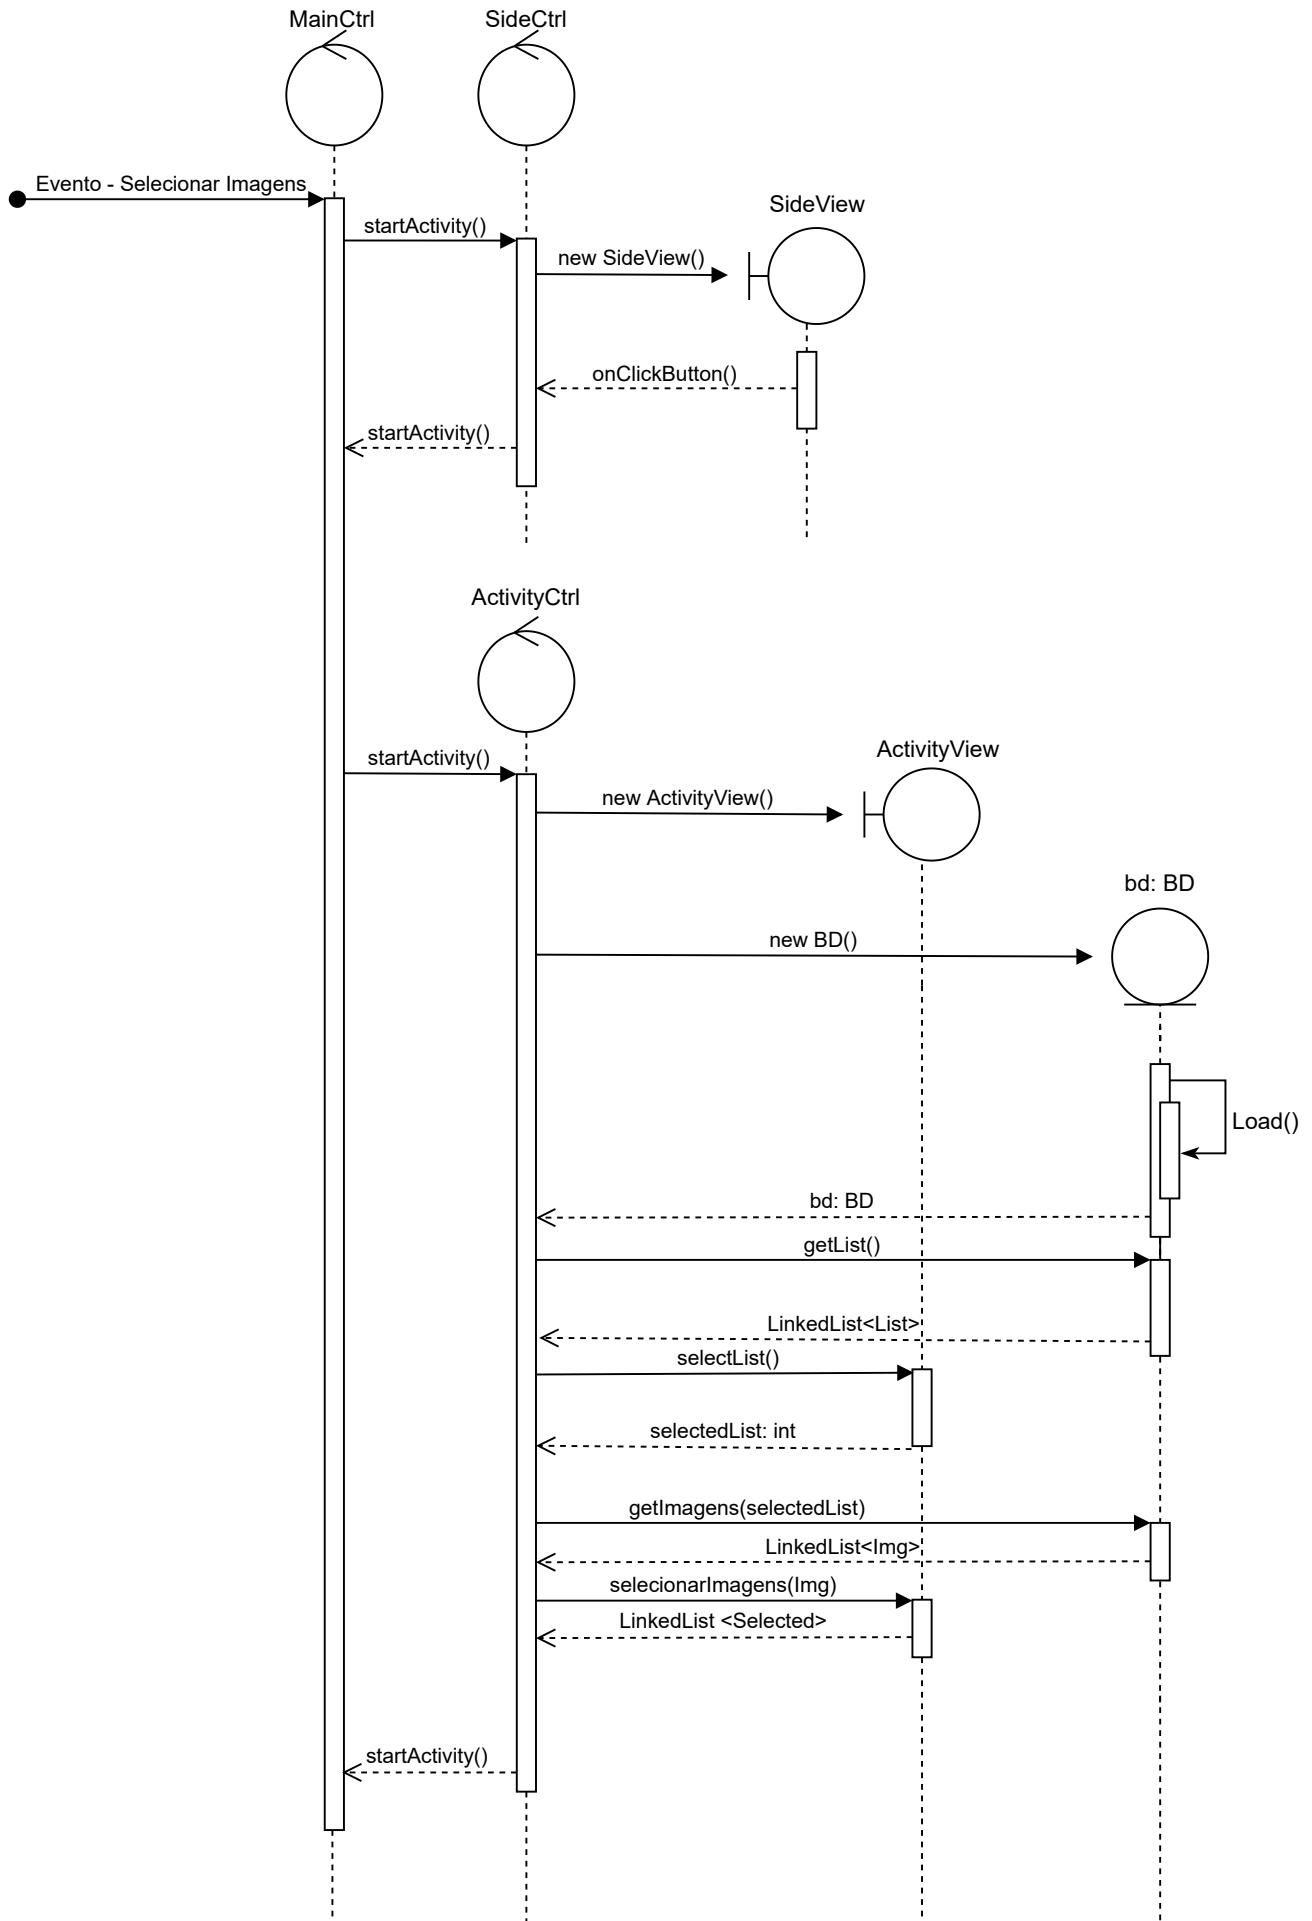 MainCtrl
SideCtrl
Evento - Selecionar Imagens
startActivity()
SideView
new SideView()
onClickButton()
startActivity()
ActivityCtrl
startActivity()
ActivityView
new ActivityView()
bd: BD
new BD()
Load()
bd: BD
getList()
LinkedList<List>
selectList()
selectedList: int
getImagens(selectedList)
LinkedList<Img>
selecionarImagens(Img)
LinkedList <Selected>
startActivity()